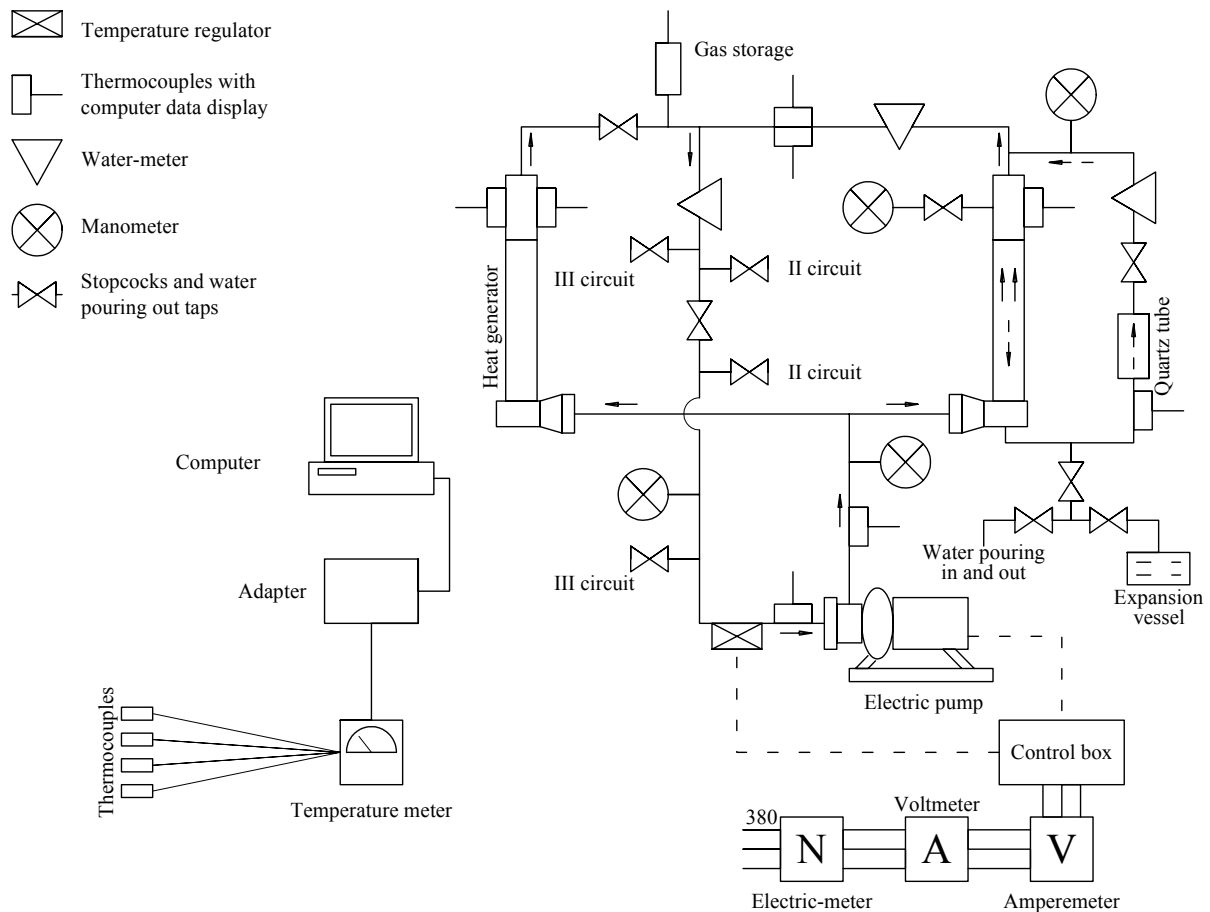 Temperature regulator
Thermocouples with
computer data display
Water-meter
Manometer
Stopcocks and water
pouring out taps
Gas storage
III circuit
II circuit
Heat generator
II circuit
Quartz tube
Computer
Adapter
III circuit
Water pouring
in and out
Expansion
vessel
Electric pump
Thermocouples
Temperature meter
Control box
Voltmeter
380
N
A
V
Electric-meter
Amperemeter